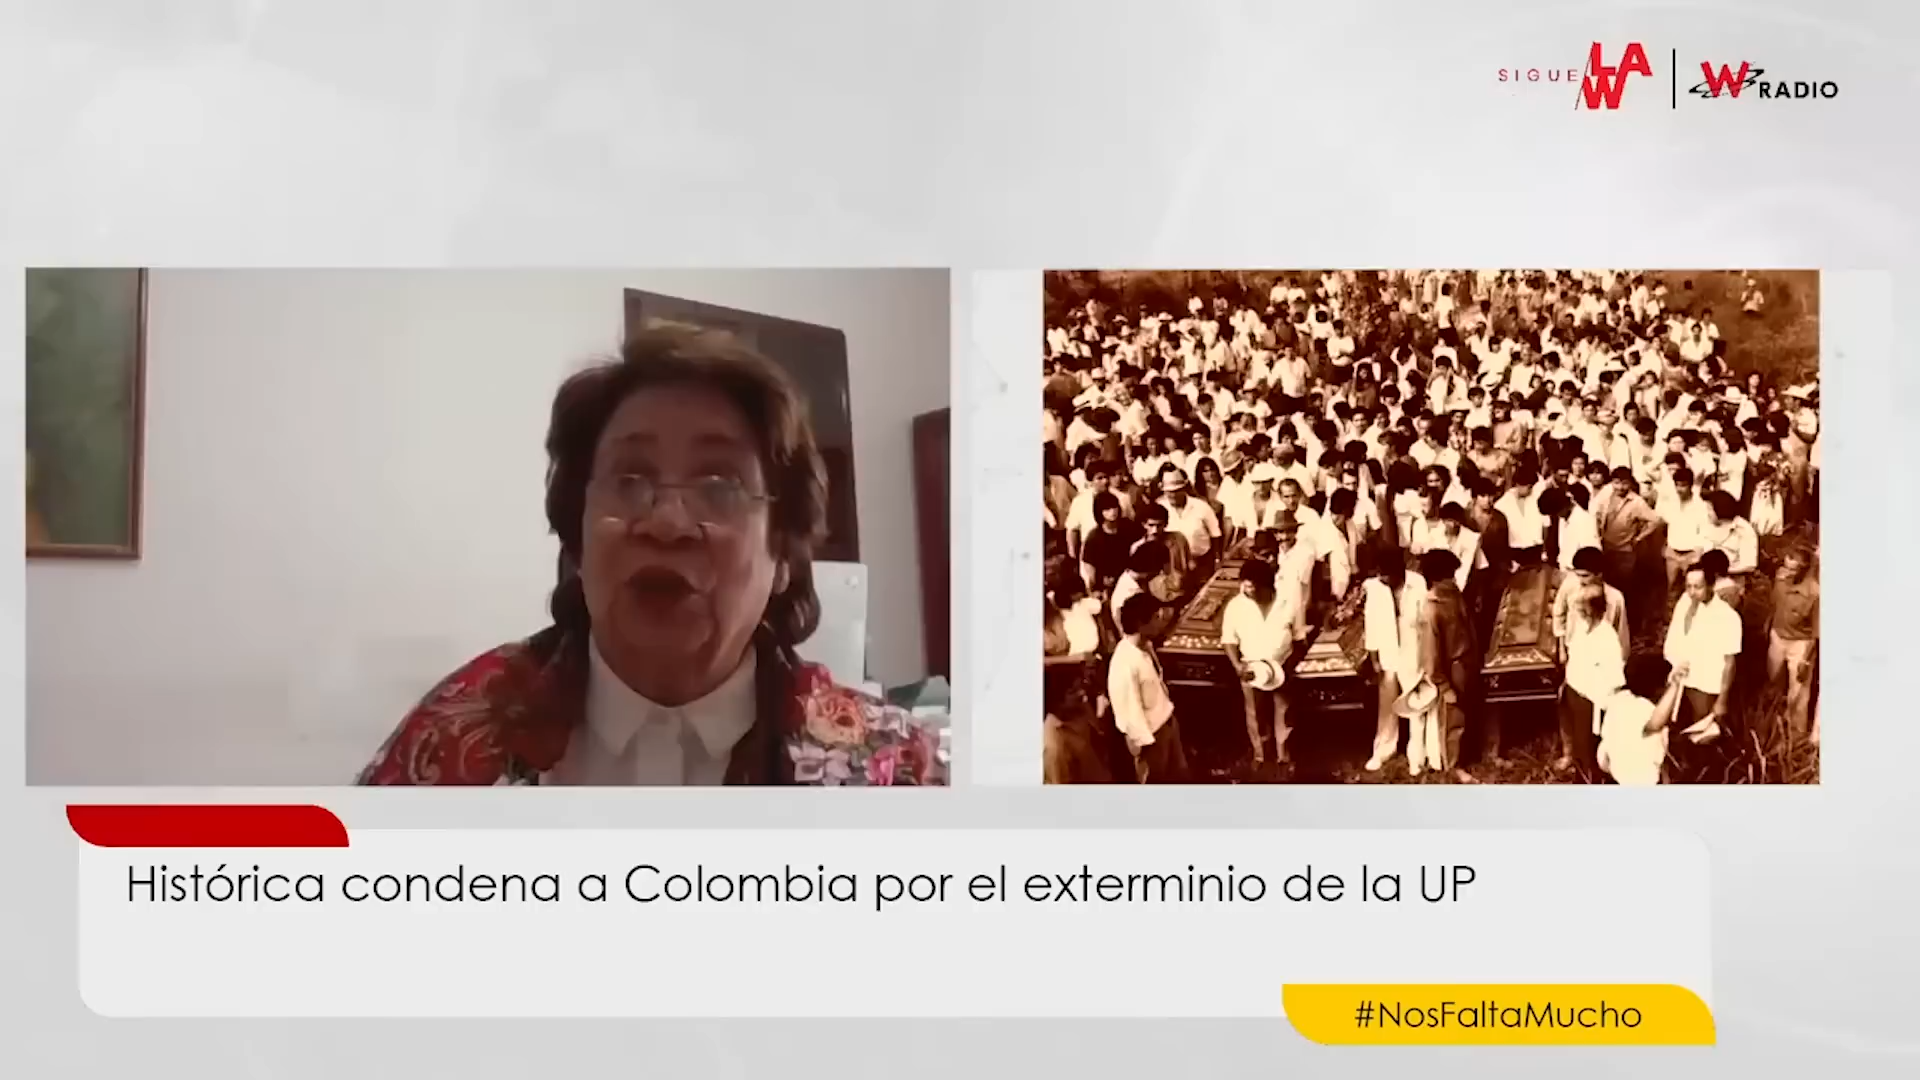 SIGUE LA W
W RADIO
Histórica condena a Colombia por el exterminio de la UP
#NosFaltaMucho